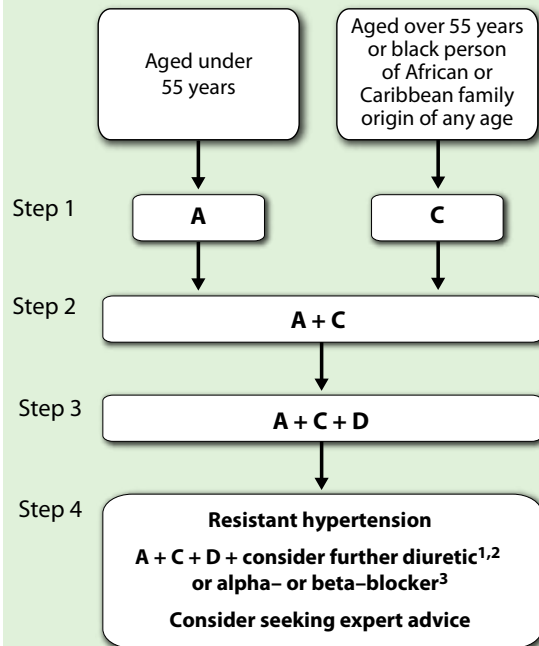 Aged under
55 years
Aged over 55 years
or black person
of African or
Caribbean family
origin of any age
Step 1
A
C
Step 2
A + C
Step 3
A + C + D
Step 4
Resistant hypertension
A + C + D + consider further diuretic1,2
or alpha– or beta–blocker3
Consider seeking expert advice